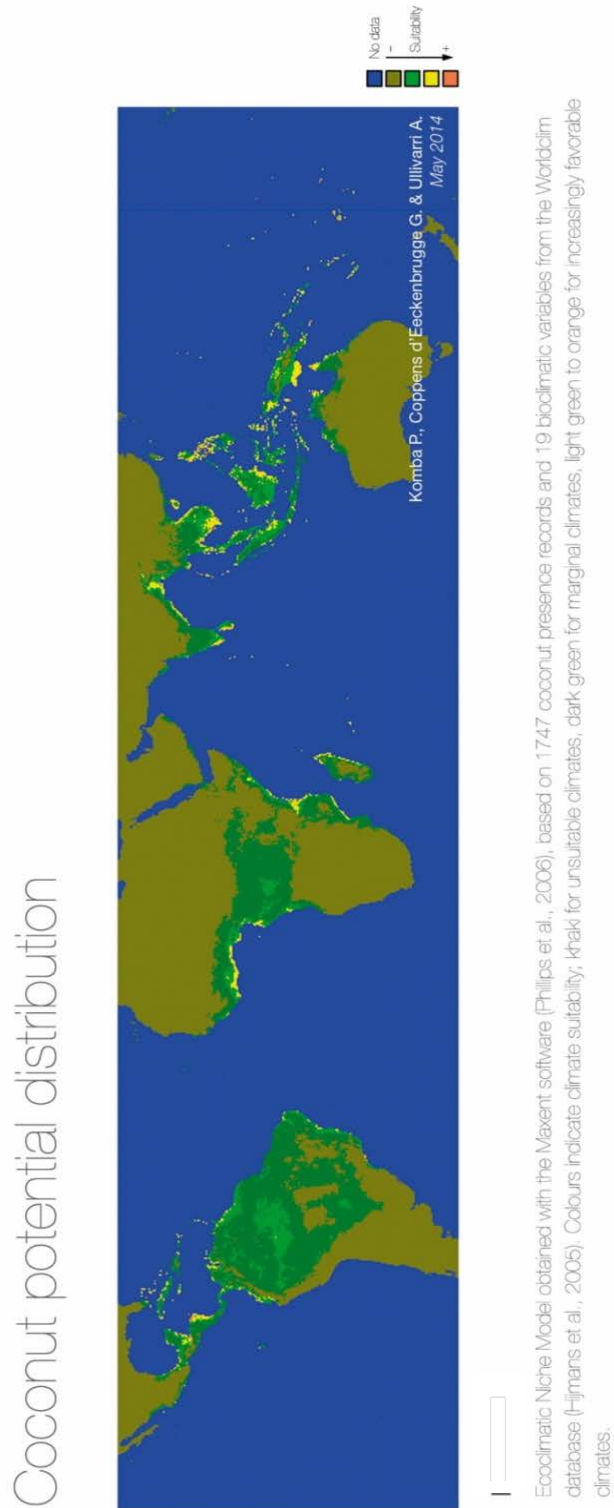 Coconut potential distribution
No data
-
Suitability
+
Komba P., Coppens d'Eeckenbrugge G. & Ullivarri A.
May 2014
Ecoclimatic Niche Model obtained with the Maxent software (Phillips et al., 2006), based on 1747 coconut presence records and 19 bioclimatic variables from the Worldclim
database (Hijmans et al., 2005). Colours indicate climate suitability; khaki for unsuitable climates, dark green for marginal climates, light green to orange for increasingly favorable
climates.